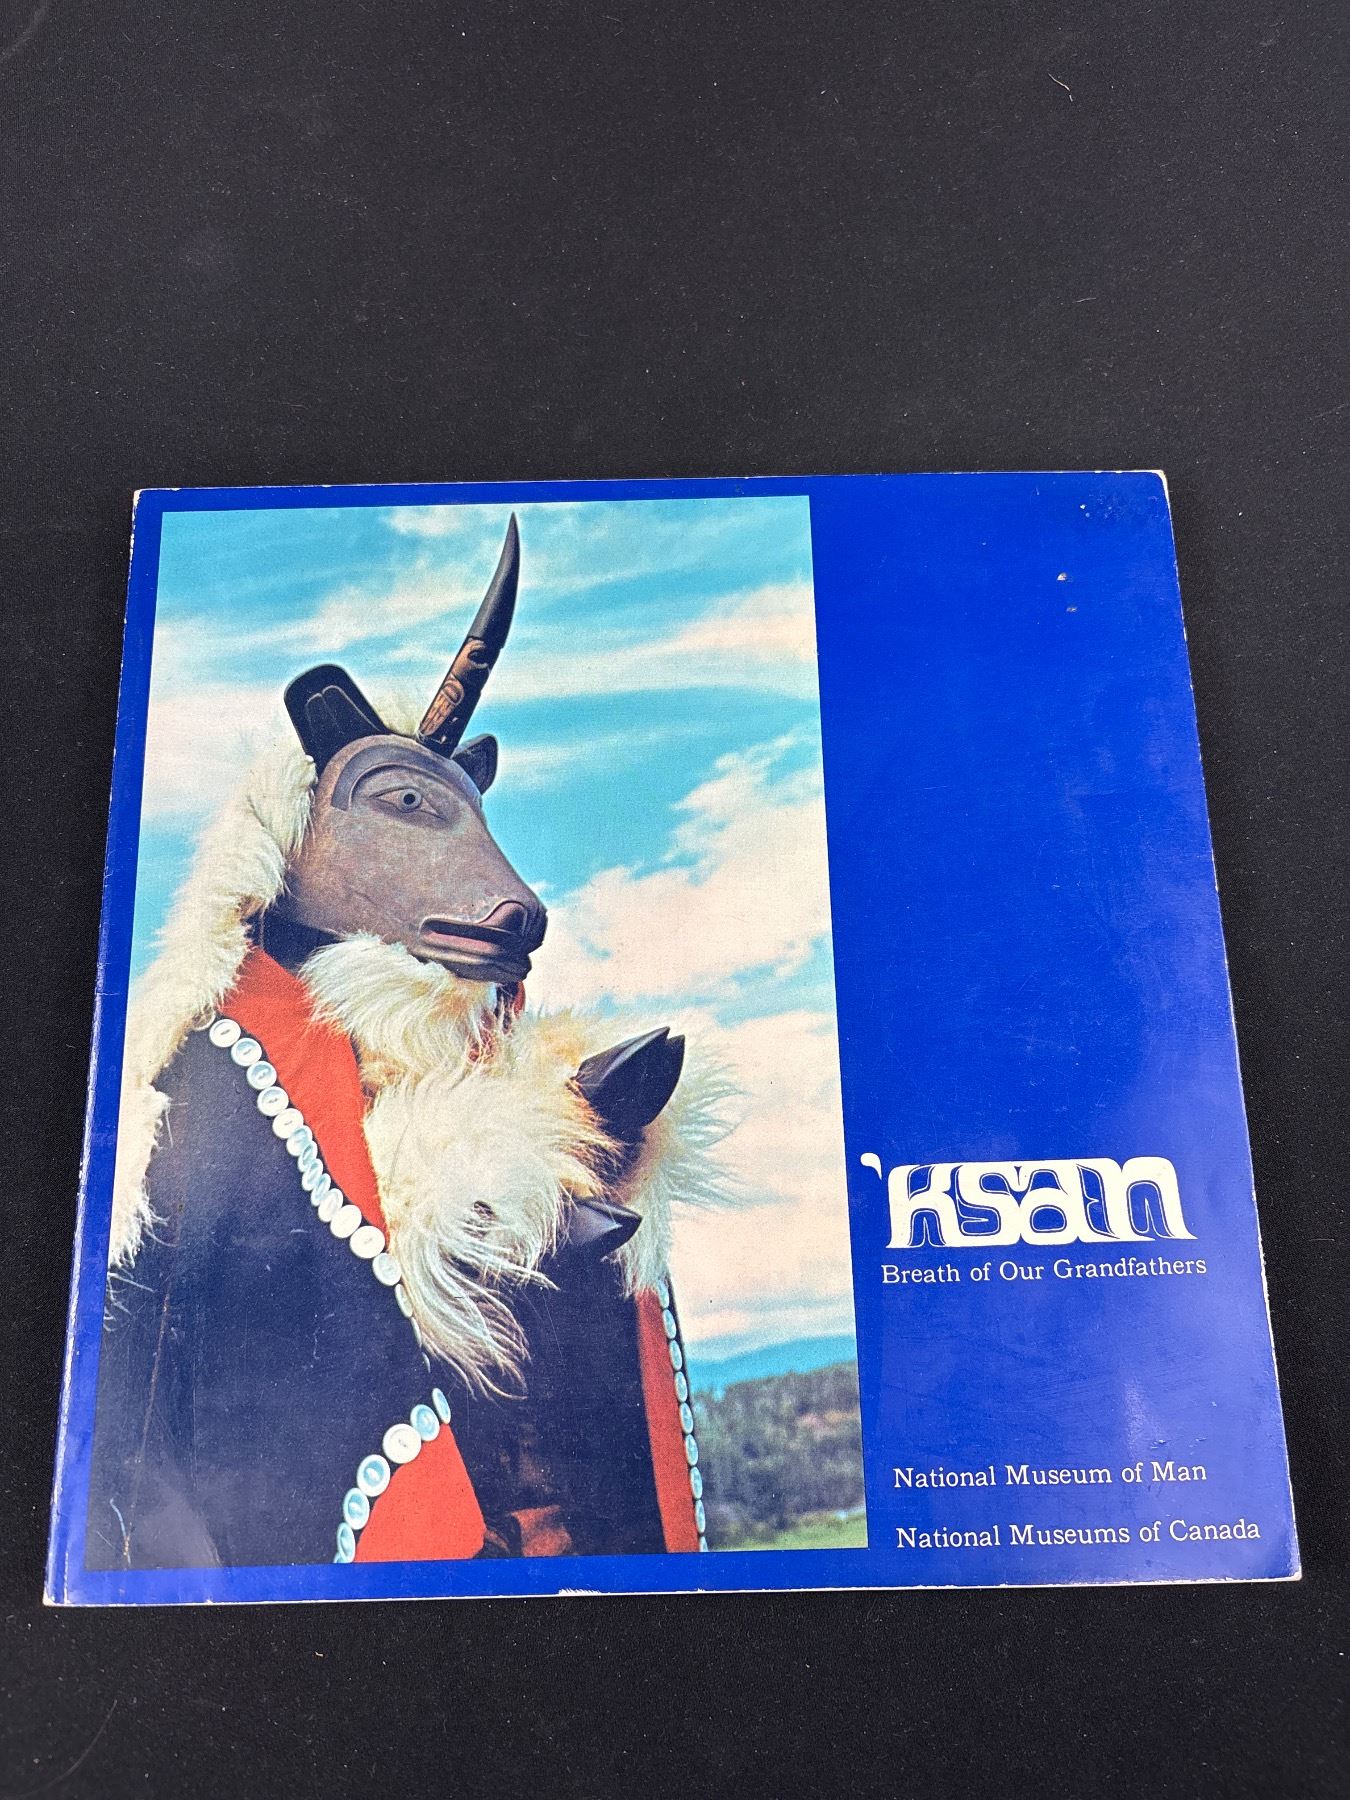 'ksan
Breath of Our Grandfathers
National Museum of Man
National Museums of Canada